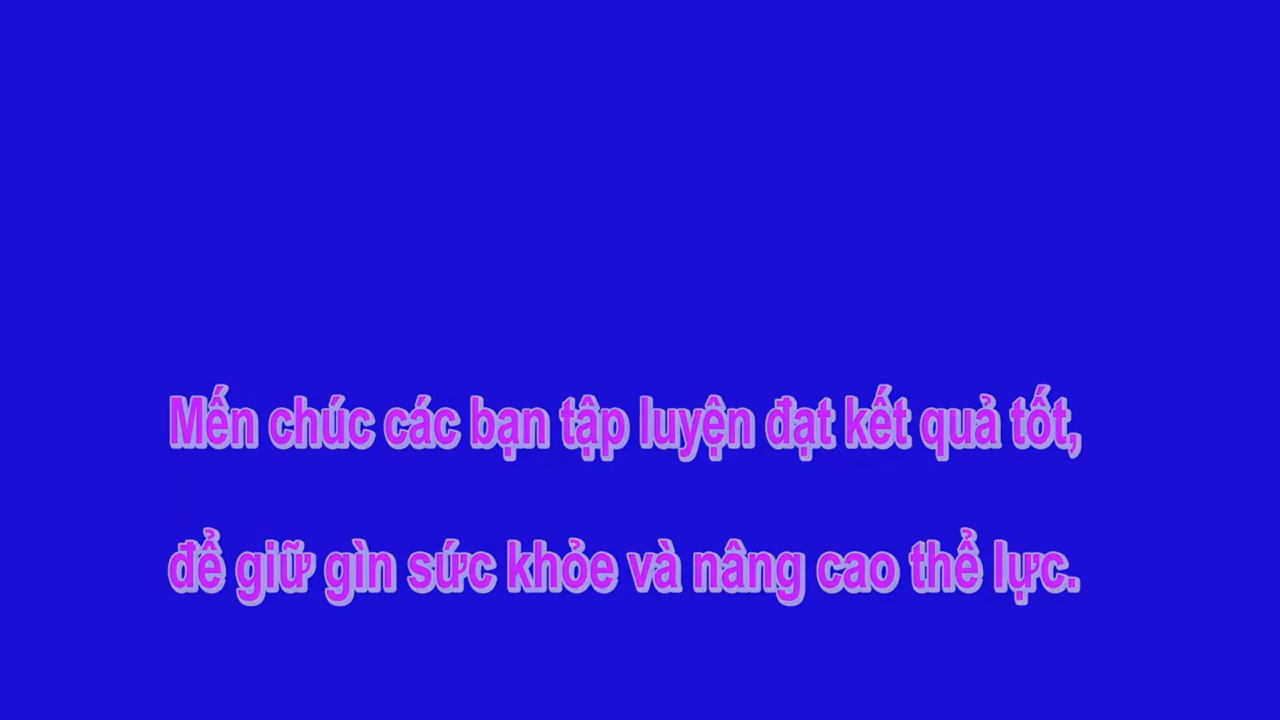 Mến chúc các bạn tập luyện đạt kết quả tốt,
để giữ gìn sức khỏe và nâng cao thể lực.